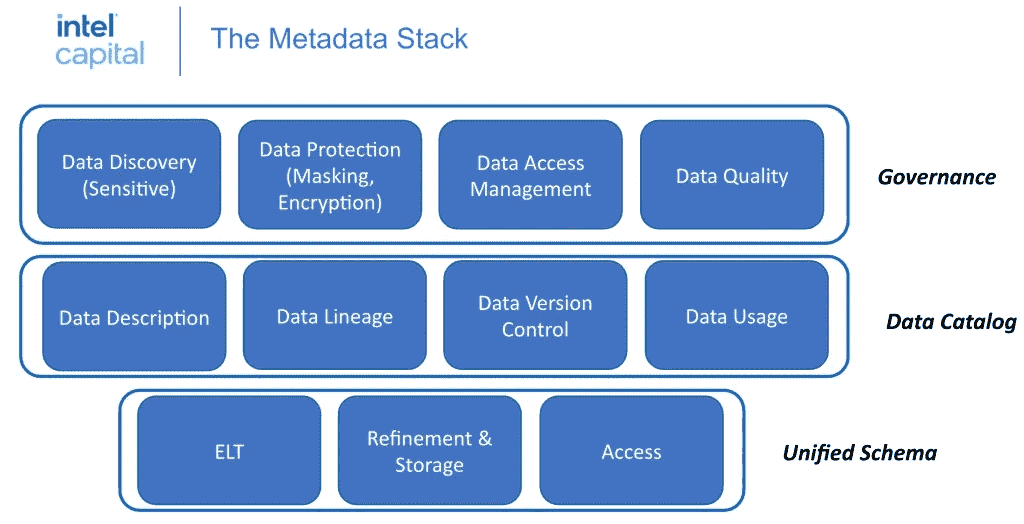 intel
capital
The Metadata Stack
Data Discovery
(Sensitive)
Data Protection
(Masking,
Encryption)
Data Access
Management
Data Quality
Governance
Data Description
Data Lineage
Data Version
Control
Data Usage
Data Catalog
ELT
Refinement &
Storage
Access
Unified Schema